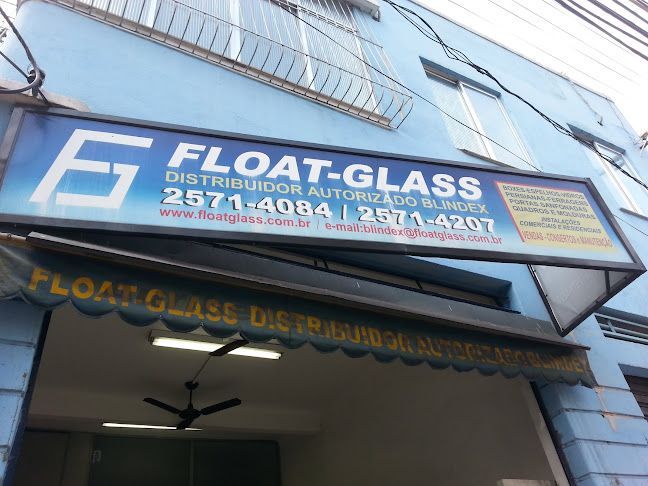 FG
FLOAT-GLASS
DISTRIBUIDOR AUTORIZADO BLINDEX
2571-4084 / 2571-4207
www.floatglass.com.br / e-mail:blindex@floatglass.com.br
BOXES-ESPELHOS-VIDROS
PERSIANAS-FERRAGENS
PORTAS SANFONADAS
QUADROS E MOLDURAS
INSTALAÇÕES
COMERCIAIS E RESIDENCIAIS
VENDAS - CONSERTOS e MANUTENÇÃO
FLOAT-GLASS DISTRIBUIDOR AUTORIZADO BLINDEX